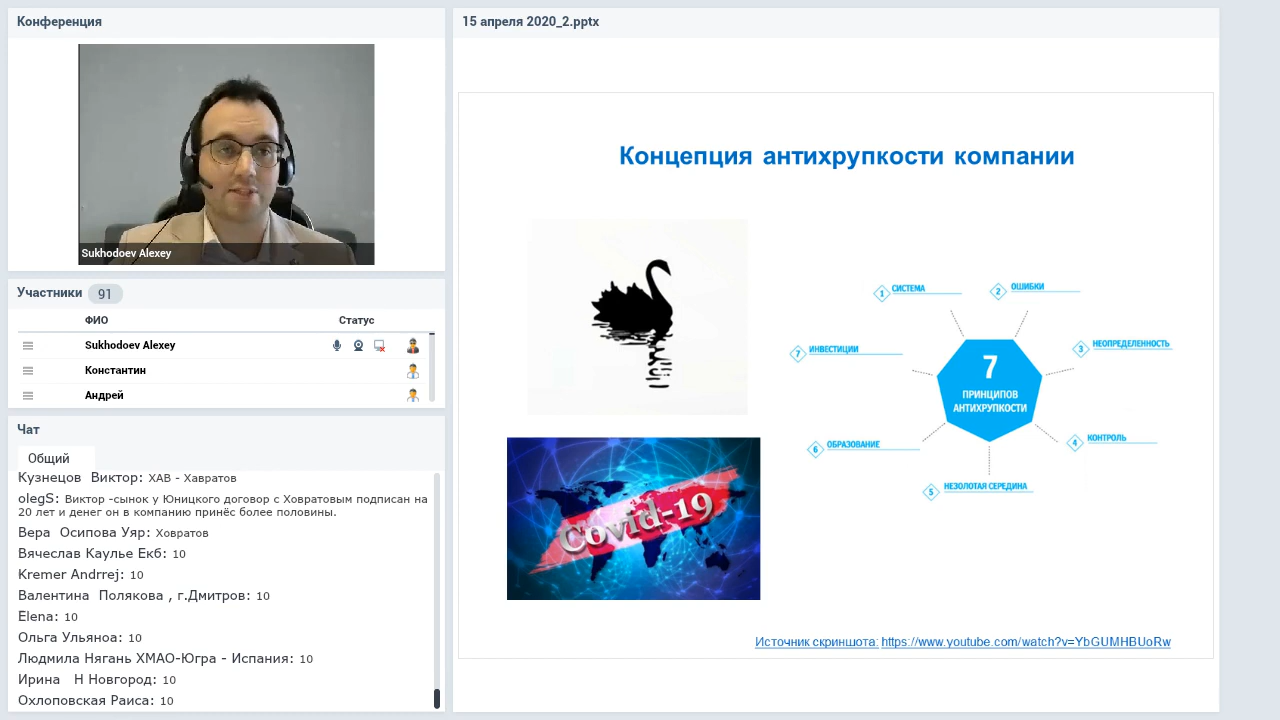 Конференция
Sukhodoev Alexey
Участники 91
ФИО Статус
Sukhodoev Alexey
Константин
Андрей
Чат
Общий
Кузнецов Виктор: ХАВ - Хавратов
olegS: Виктор -сынок у Юницкого договор с Ховратовым подписан на
20 лет и денег он в компанию принёс более половины.
Вера Осипова Уяр: Ховратов
Вячеслав Каулье Екб: 10
Kremer Andrrej: 10
Валентина Полякова , г.Дмитров: 10
Elena: 10
Ольга Ульяноа: 10
Людмила Нягань ХМАО-Югра - Испания: 10
Ирина Н Новгород: 10
Охлоповская Раиса: 10
15 апреля 2020_2.pptx
Концепция антихрупкости компании
Covid-19
7
ПРИНЦИПОВ
АНТИХРУПКОСТИ
1 СИСТЕМА
2 ОШИБКИ
3 НЕОПРЕДЕЛЕННОСТЬ
4 КОНТРОЛЬ
5 НЕЗОЛОТАЯ СЕРЕДИНА
6 ОБРАЗОВАНИЕ
7 ИНВЕСТИЦИИ
Источник скриншота: https://www.youtube.com/watch?v=YbGUMHBUoRw